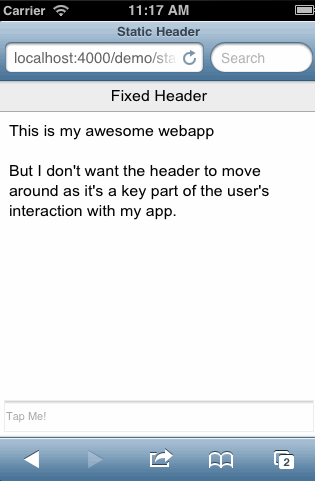 Carrier 11:17 AM
Static Header
localhost:4000/demo/sta
Search
Fixed Header
This is my awesome webapp
But I don't want the header to move
around as it's a key part of the user's
interaction with my app.
Tap Me!
2